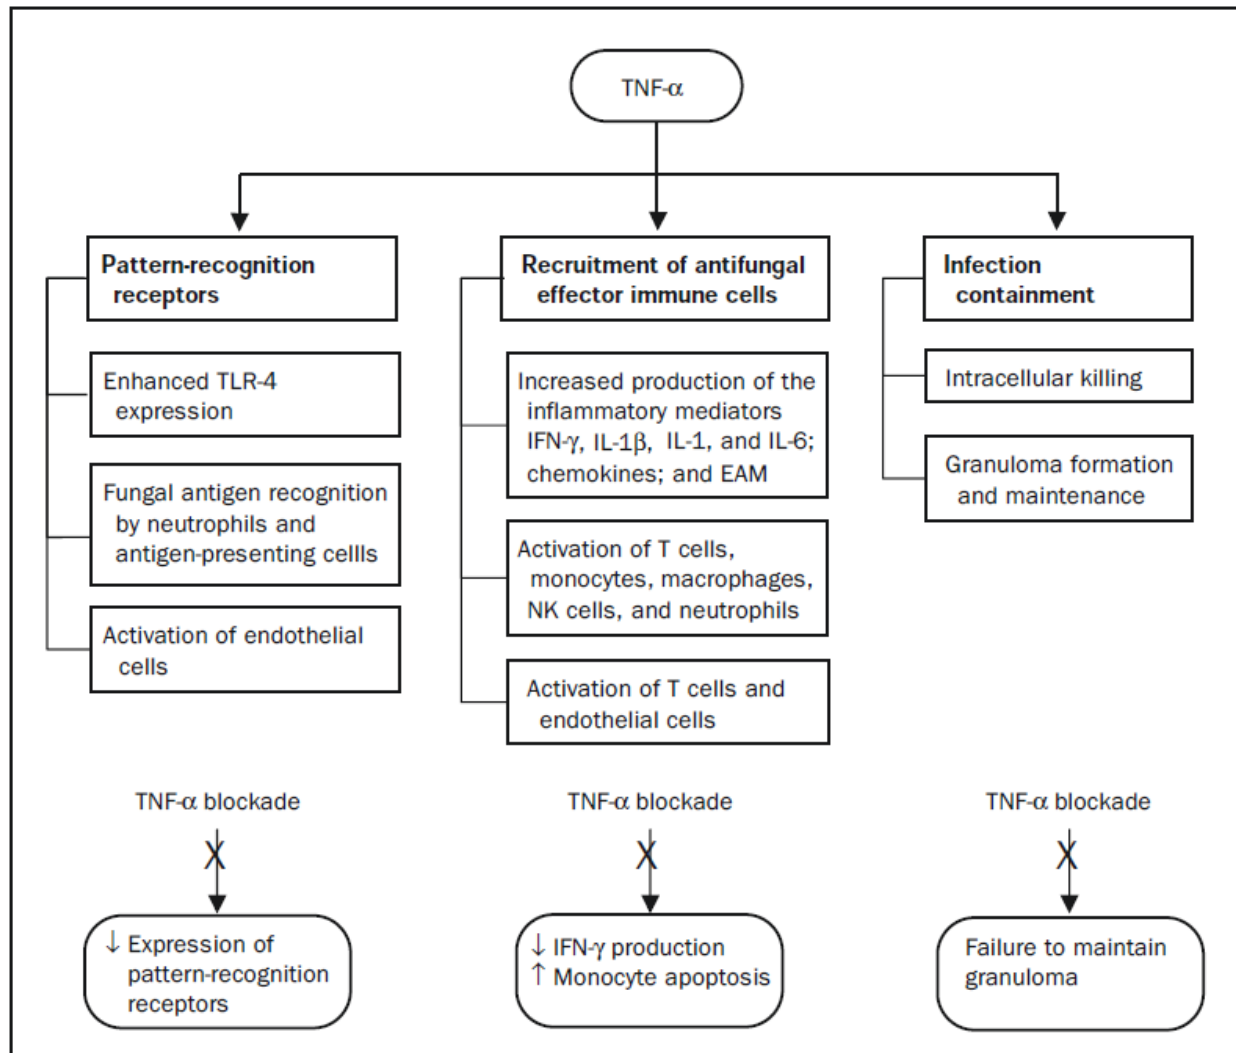 TNF-α
Pattern-recognition
receptors
Enhanced TLR-4
expression
Fungal antigen recognition
by neutrophils and
antigen-presenting cellls
Activation of endothelial
cells
Recruitment of antifungal
effector immune cells
Increased production of the
inflammatory mediators
IFN-γ, IL-1β, IL-1, and IL-6;
chemokines; and EAM
Activation of T cells,
monocytes, macrophages,
NK cells, and neutrophils
Activation of T cells and
endothelial cells
Infection
containment
Intracellular killing
Granuloma formation
and maintenance
TNF-α blockade
X
↓ Expression of
pattern-recognition
receptors
TNF-α blockade
X
↓ IFN-γ production
↑ Monocyte apoptosis
TNF-α blockade
X
Failure to maintain
granuloma